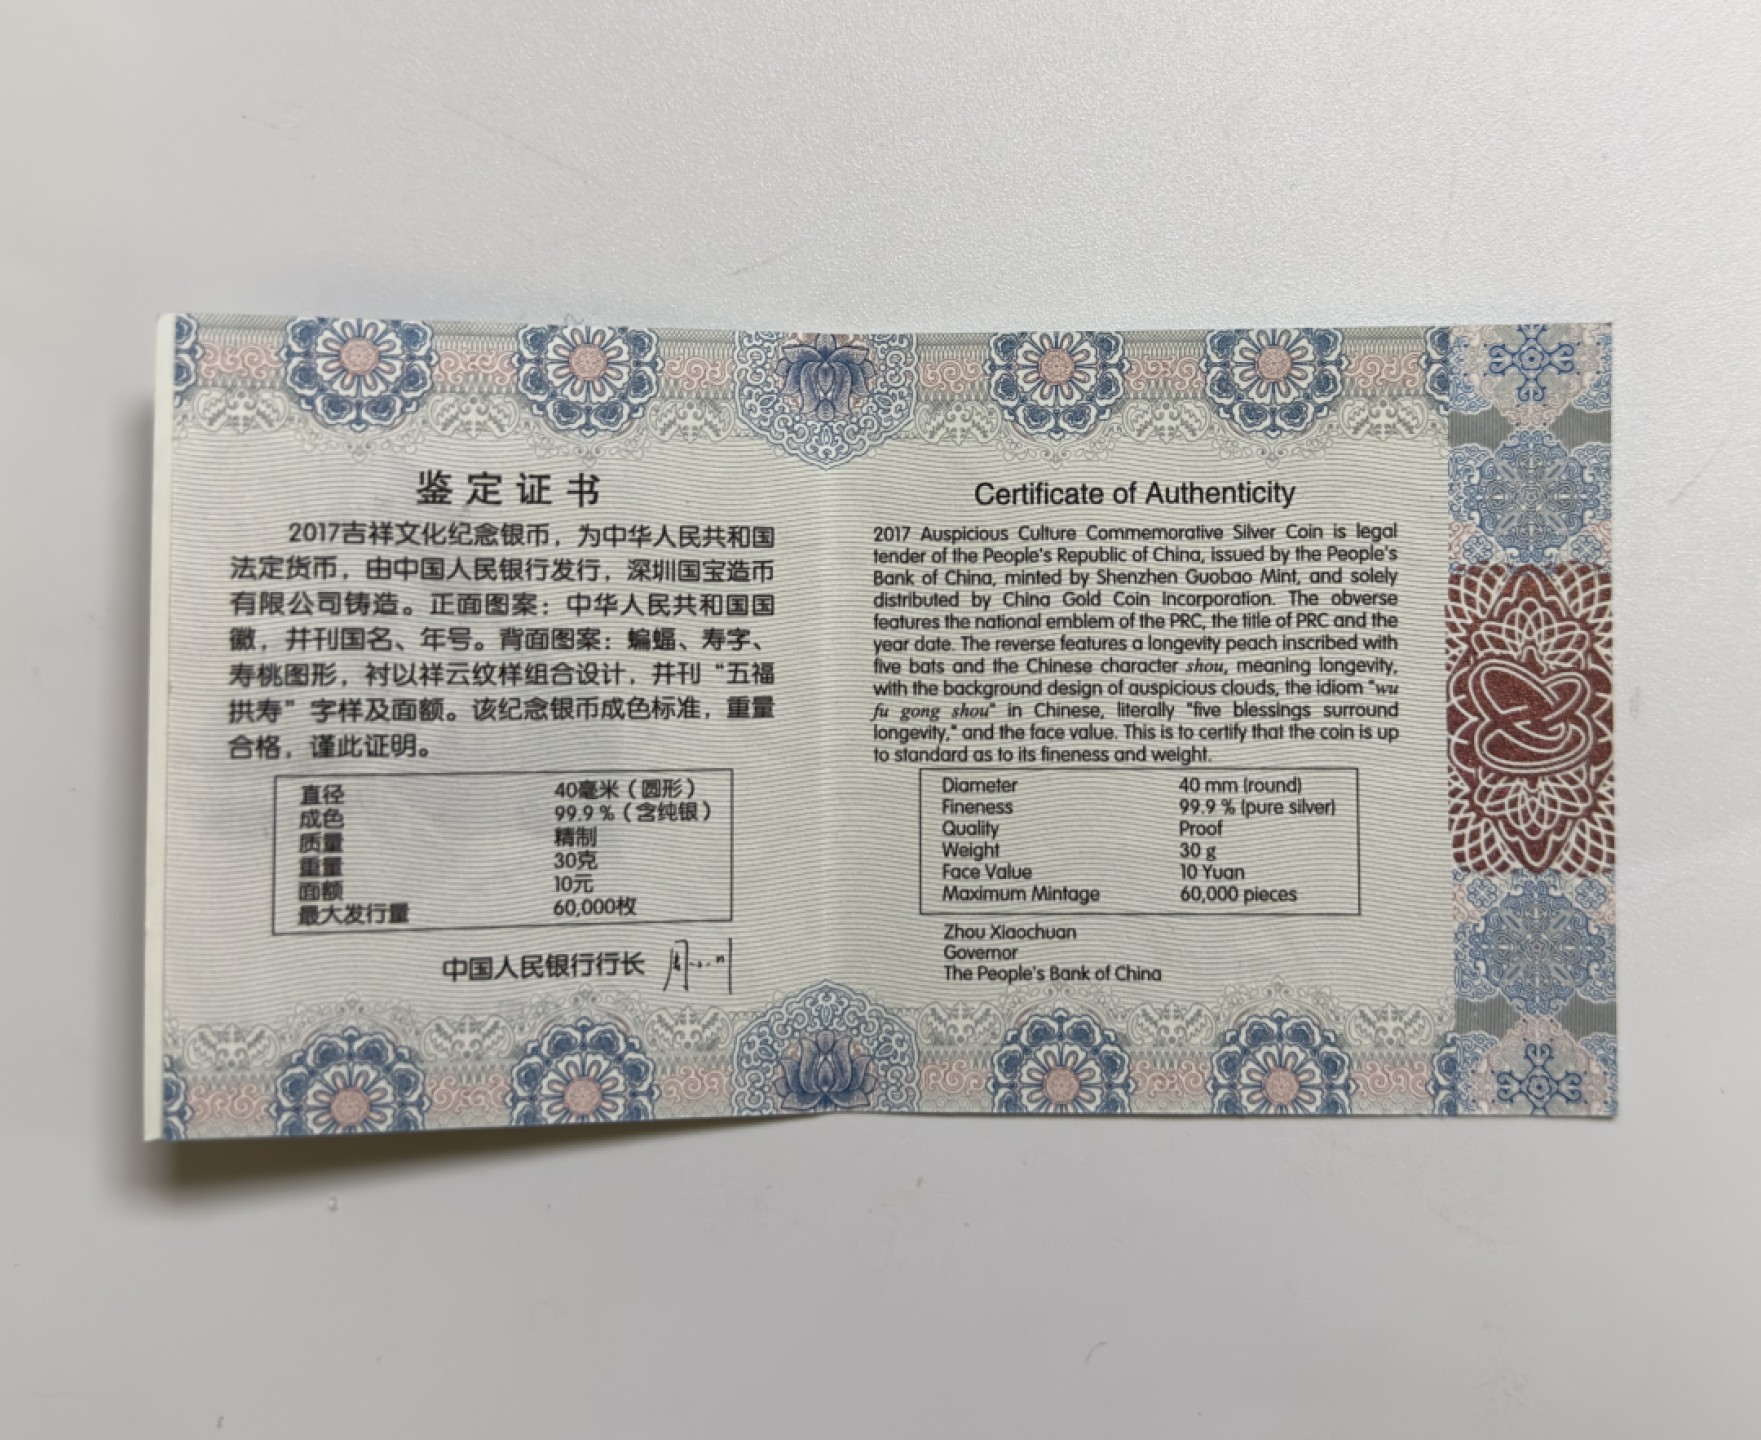 鉴定证书
2017吉祥文化纪念银币，为中华人民共和国
法定货币，由中国人民银行发行，深圳国宝造币
有限公司铸造。正面图案：中华人民共和国国
徽，并刊国名、年号。背面图案：蝙蝠、寿字、
寿桃图形，衬以祥云纹样组合设计，并刊“五福
拱寿”字样及面额。该纪念银币成色标准，重量
合格，谨此证明。
直径 40毫米（圆形）
成色 99.9％（含纯银）
质量 精制
重量 30克
面额 10元
最大发行量 60,000枚
中国人民银行行长
Certificate of Authenticity
2017 Auspicious Culture Commemorative Silver Coin is legal
tender of the People's Republic of China, issued by the People's
Bank of China, minted by Shenzhen Guobao Mint, and solely
distributed by China Gold Coin Incorporation. The obverse
features the national emblem of the PRC, the title of PRC and the
year date. The reverse features a longevity peach inscribed with
five bats and the Chinese character shou, meaning longevity,
with the background design of auspicious clouds, the idiom "wu
fu gong shou" in Chinese, literally "five blessings surround
longevity," and the face value. This is to certify that the coin is up
to standard as to its fineness and weight.
Diameter 40 mm (round)
Fineness 99.9 % (pure silver)
Quality Proof
Weight 30 g
Face Value 10 Yuan
Maximum Mintage 60,000 pieces
Zhou Xiaochuan
Governor
The People's Bank of China